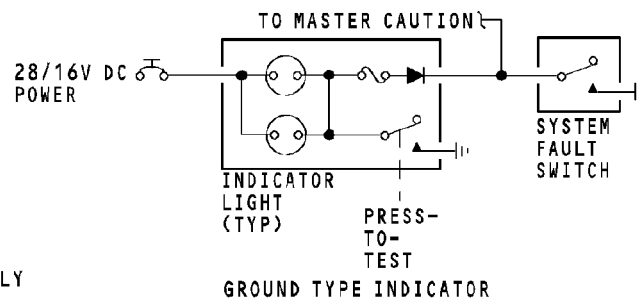 TO MASTER CAUTION
28/16V DC
POWER
INDICATOR
LIGHT
(TYP)
PRESS-
TO-
TEST
SYSTEM
FAULT
SWITCH
LY
GROUND TYPE INDICATOR